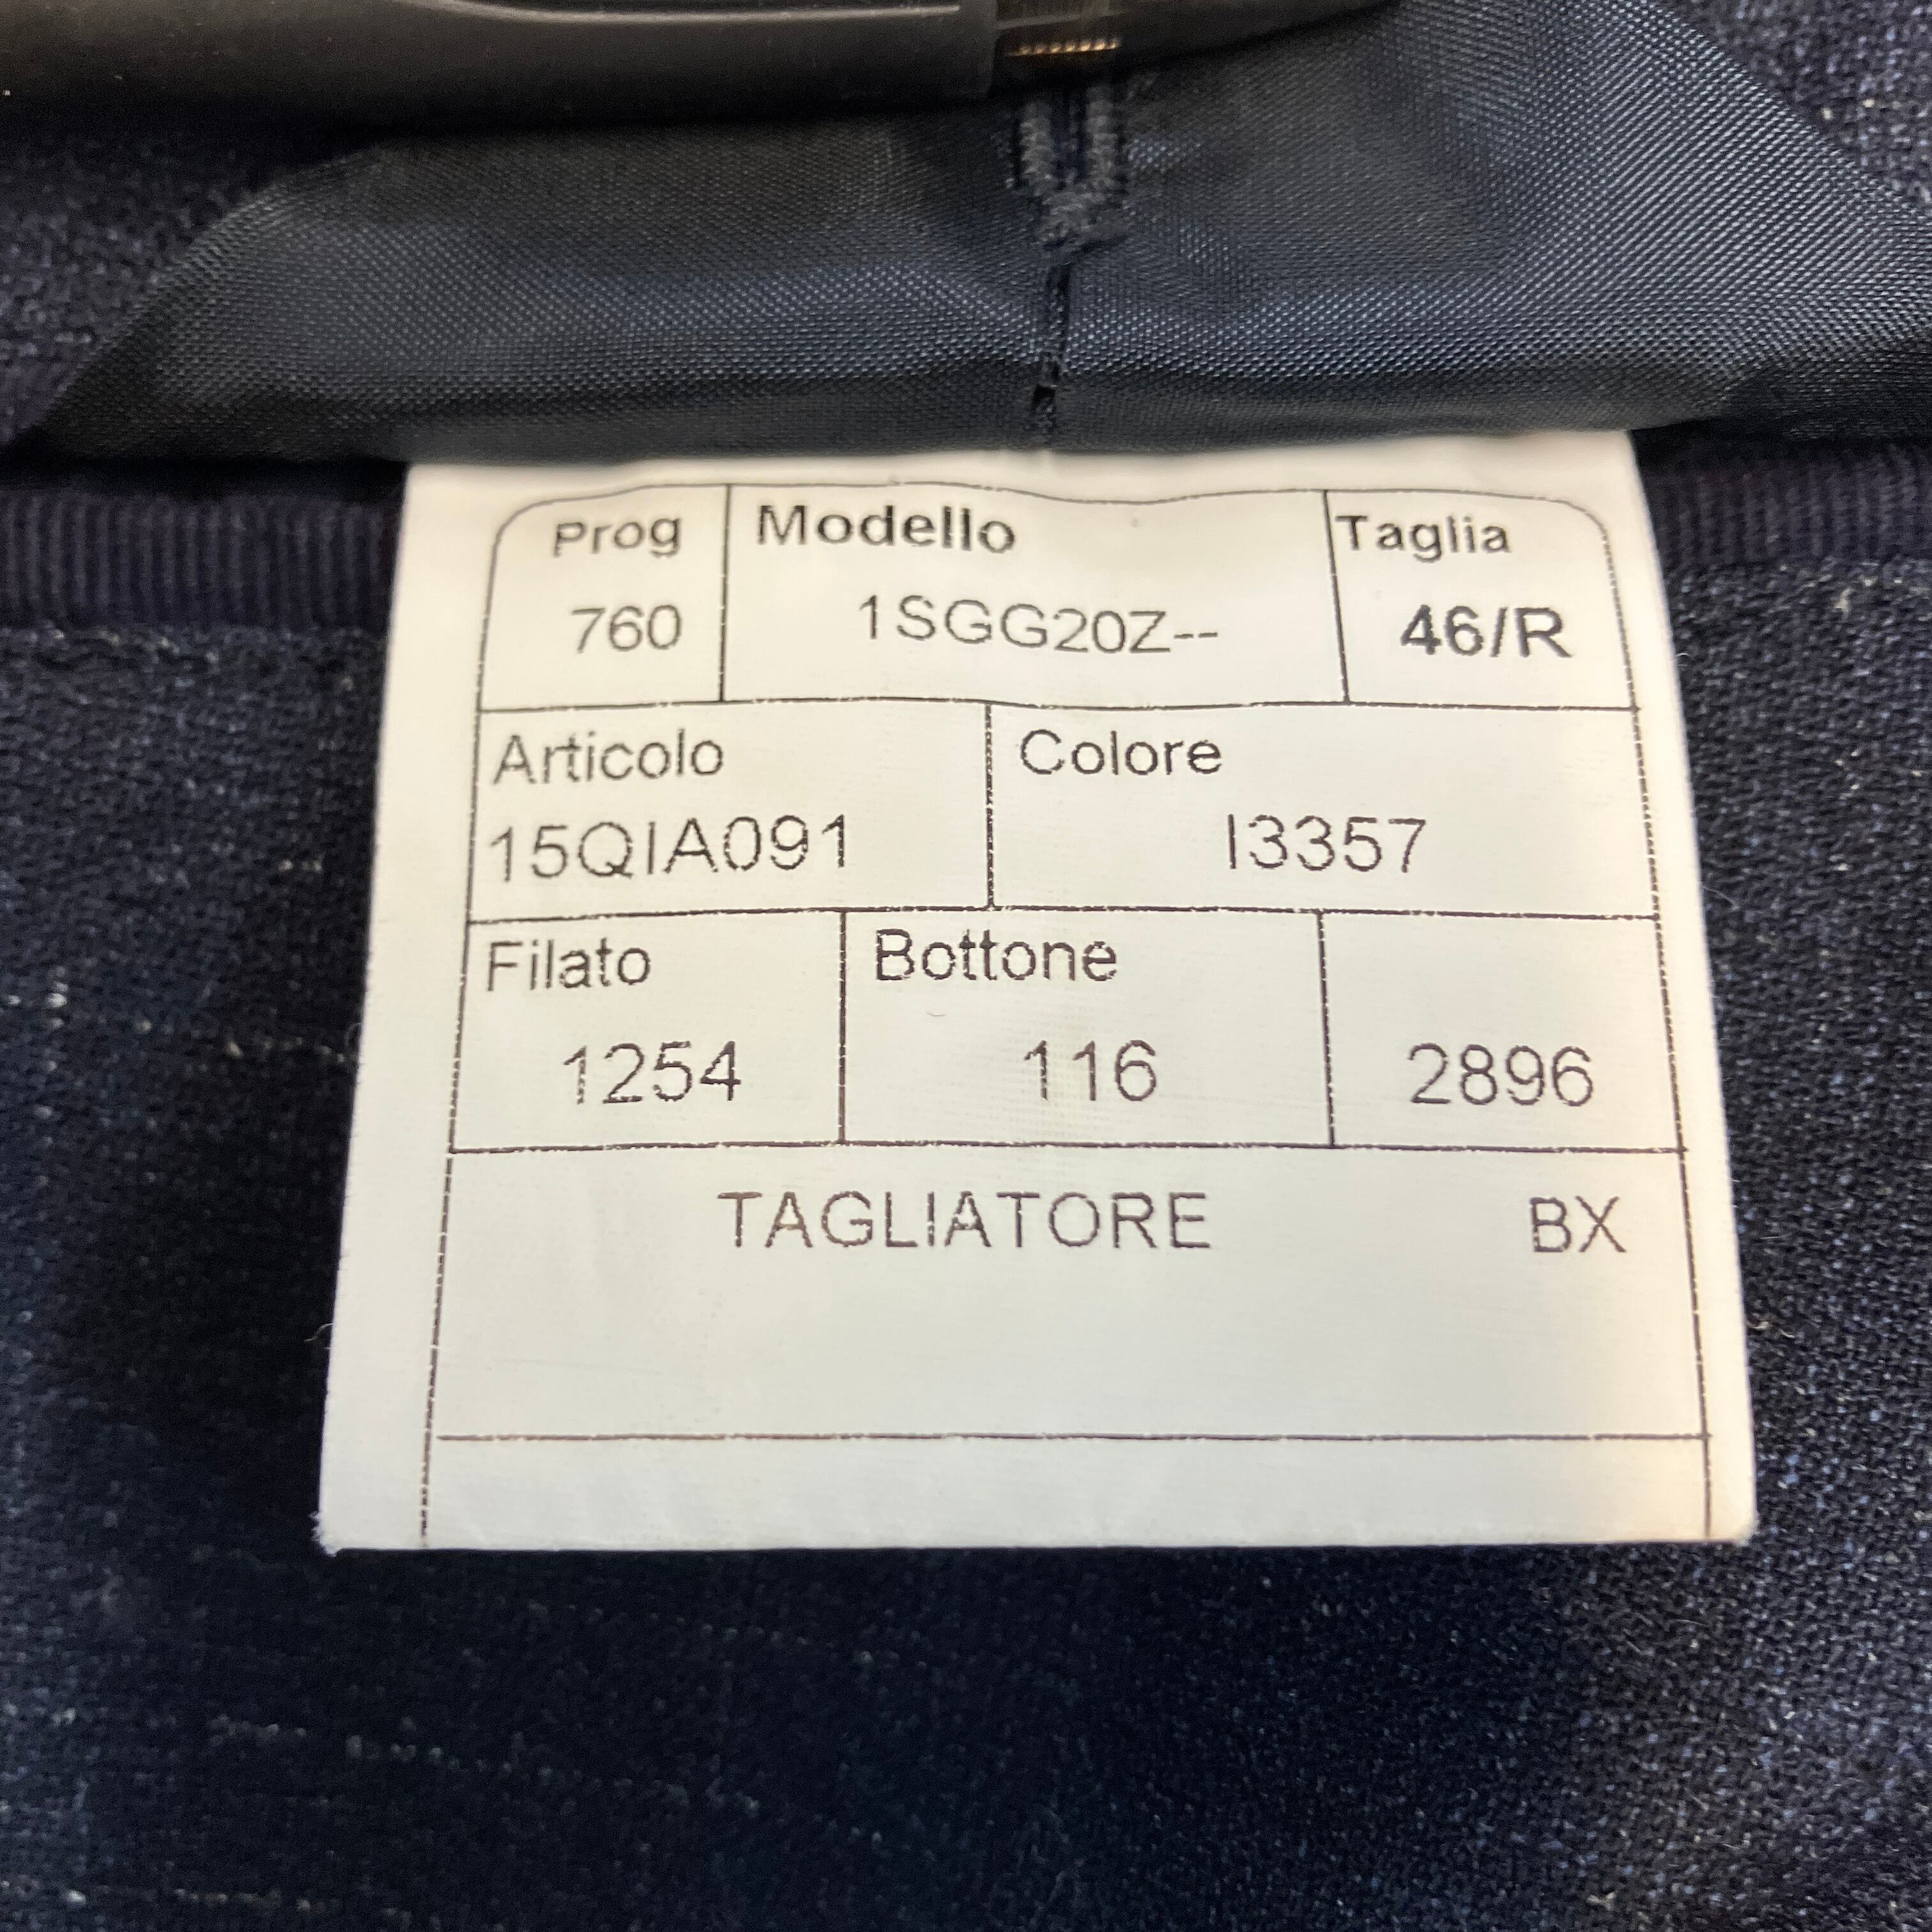 Prog Modello Taglia
760 1SGG20Z-- 46/R
Articolo Colore
15QIA091 I3357
Filato Bottone
1254 116 2896
TAGLIATORE BX